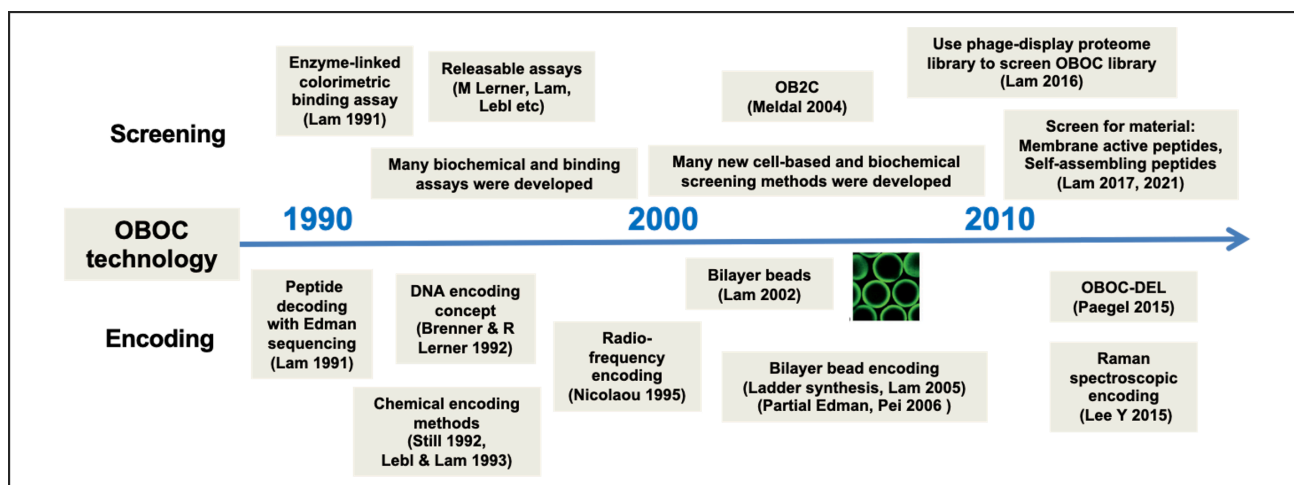 Enzyme-linked
colorimetric
binding assay
(Lam 1991)
Releasable assays
(M Lerner, Lam,
Lebl etc)
OB2C
(Meldal 2004)
Use phage-display proteome
library to screen OBOC library
(Lam 2016)
Screening
Many biochemical and binding
assays were developed
Many new cell-based and biochemical
screening methods were developed
Screen for material:
Membrane active peptides,
Self-assembling peptides
(Lam 2017, 2021)
OBOC
technology
1990
2000
2010
Encoding
Peptide
decoding
with Edman
sequencing
(Lam 1991)
DNA encoding
concept
(Brenner & R
Lerner 1992)
Chemical encoding
methods
(Still 1992,
Lebl & Lam 1993)
Radio-
frequency
encoding
(Nicolaou 1995)
Bilayer beads
(Lam 2002)
Bilayer bead encoding
(Ladder synthesis, Lam 2005)
(Partial Edman, Pei 2006 )
OBOC-DEL
(Paegel 2015)
Raman
spectroscopic
encoding
(Lee Y 2015)